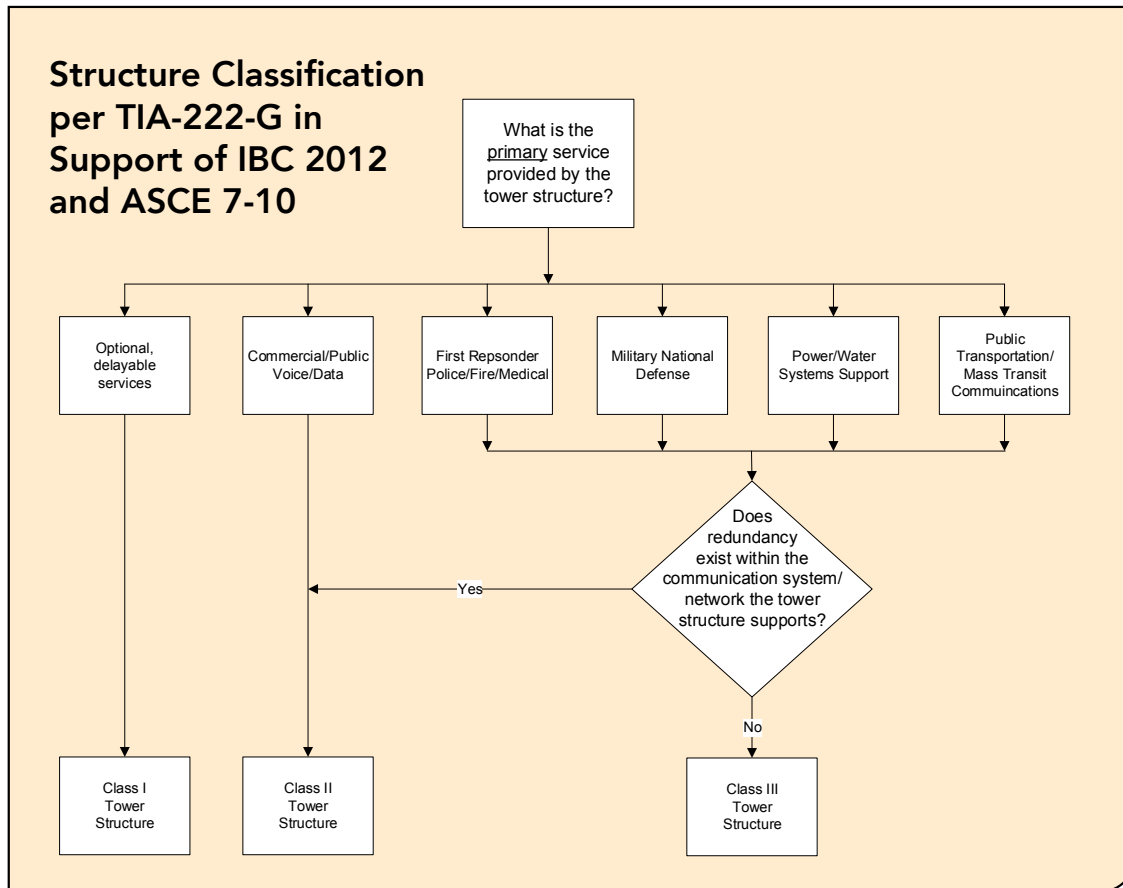 Structure Classification
per TIA-222-G in
Support of IBC 2012
and ASCE 7-10
What is the
primary service
provided by the
tower structure?
Optional,
delayable
services
Commercial/Public
Voice/Data
First Repsonder
Police/Fire/Medical
Military National
Defense
Power/Water
Systems Support
Public
Transportation/
Mass Transit
Commuincations
Does
redundancy
exist within the
communication system/
network the tower
structure supports?
Yes
No
Class I
Tower
Structure
Class II
Tower
Structure
Class III
Tower
Structure